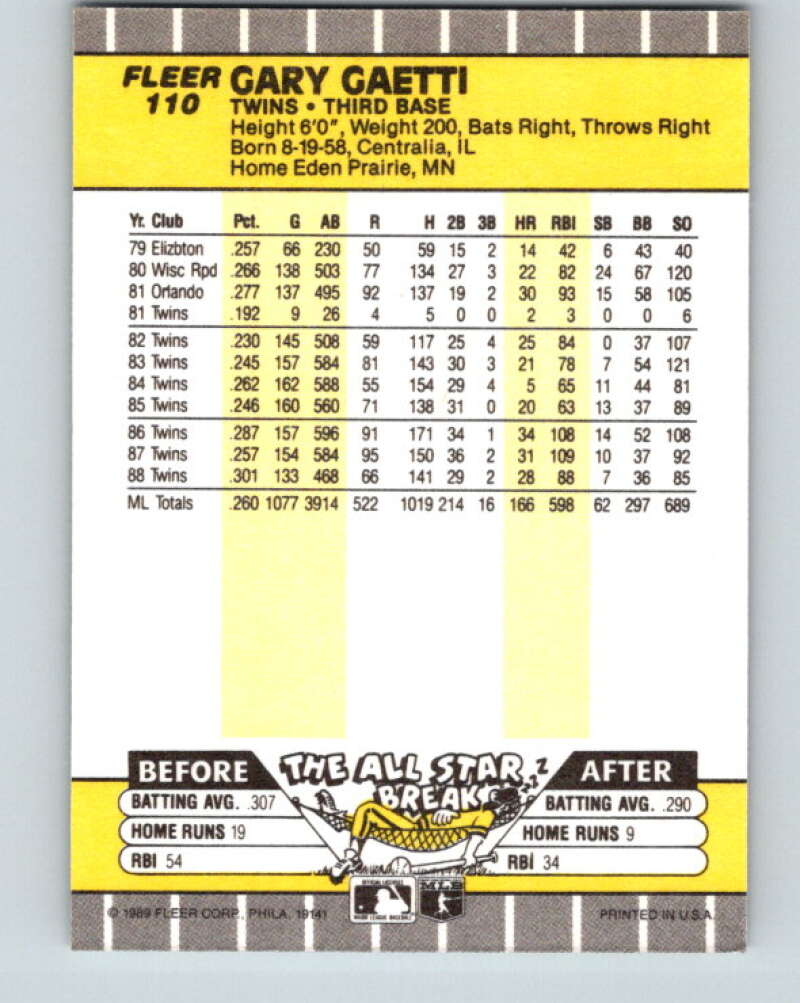 FLEER GARY GAETTI
110 TWINS • THIRD BASE
Height 6'0", Weight 200, Bats Right, Throws Right
Born 8-19-58, Centralia, IL
Home Eden Prairie, MN
Yr. Club Pct. G AB R H 2B 3B HR RBI SB BB SO
79 Elizbton .257 66 230 50 59 15 2 14 42 6 43 40
80 Wisc Rpd .266 138 503 77 134 27 3 22 82 24 67 120
81 Orlando .277 137 495 92 137 19 2 30 93 15 58 105
81 Twins .192 9 26 4 5 0 0 2 3 0 0 6
82 Twins .230 145 508 59 117 25 4 25 84 0 37 107
83 Twins .245 157 584 81 143 30 3 21 78 7 54 121
84 Twins .262 162 588 55 154 29 4 5 65 11 44 81
85 Twins .246 160 560 71 138 31 0 20 63 13 37 89
86 Twins .287 157 596 91 171 34 1 34 108 14 52 108
87 Twins .257 154 584 95 150 36 2 31 109 10 37 92
88 Twins .301 133 468 66 141 29 2 28 88 7 36 85
ML Totals .260 1077 3914 522 1019 214 16 166 598 62 297 689
THE ALL STAR BREAK
ZZZ
BEFORE
BATTING AVG. .307
HOME RUNS 19
RBI 54
AFTER
BATTING AVG. .290
HOME RUNS 9
RBI 34
MLB
© 1989 FLEER CORP., PHILA. 19141
PRINTED IN U.S.A.